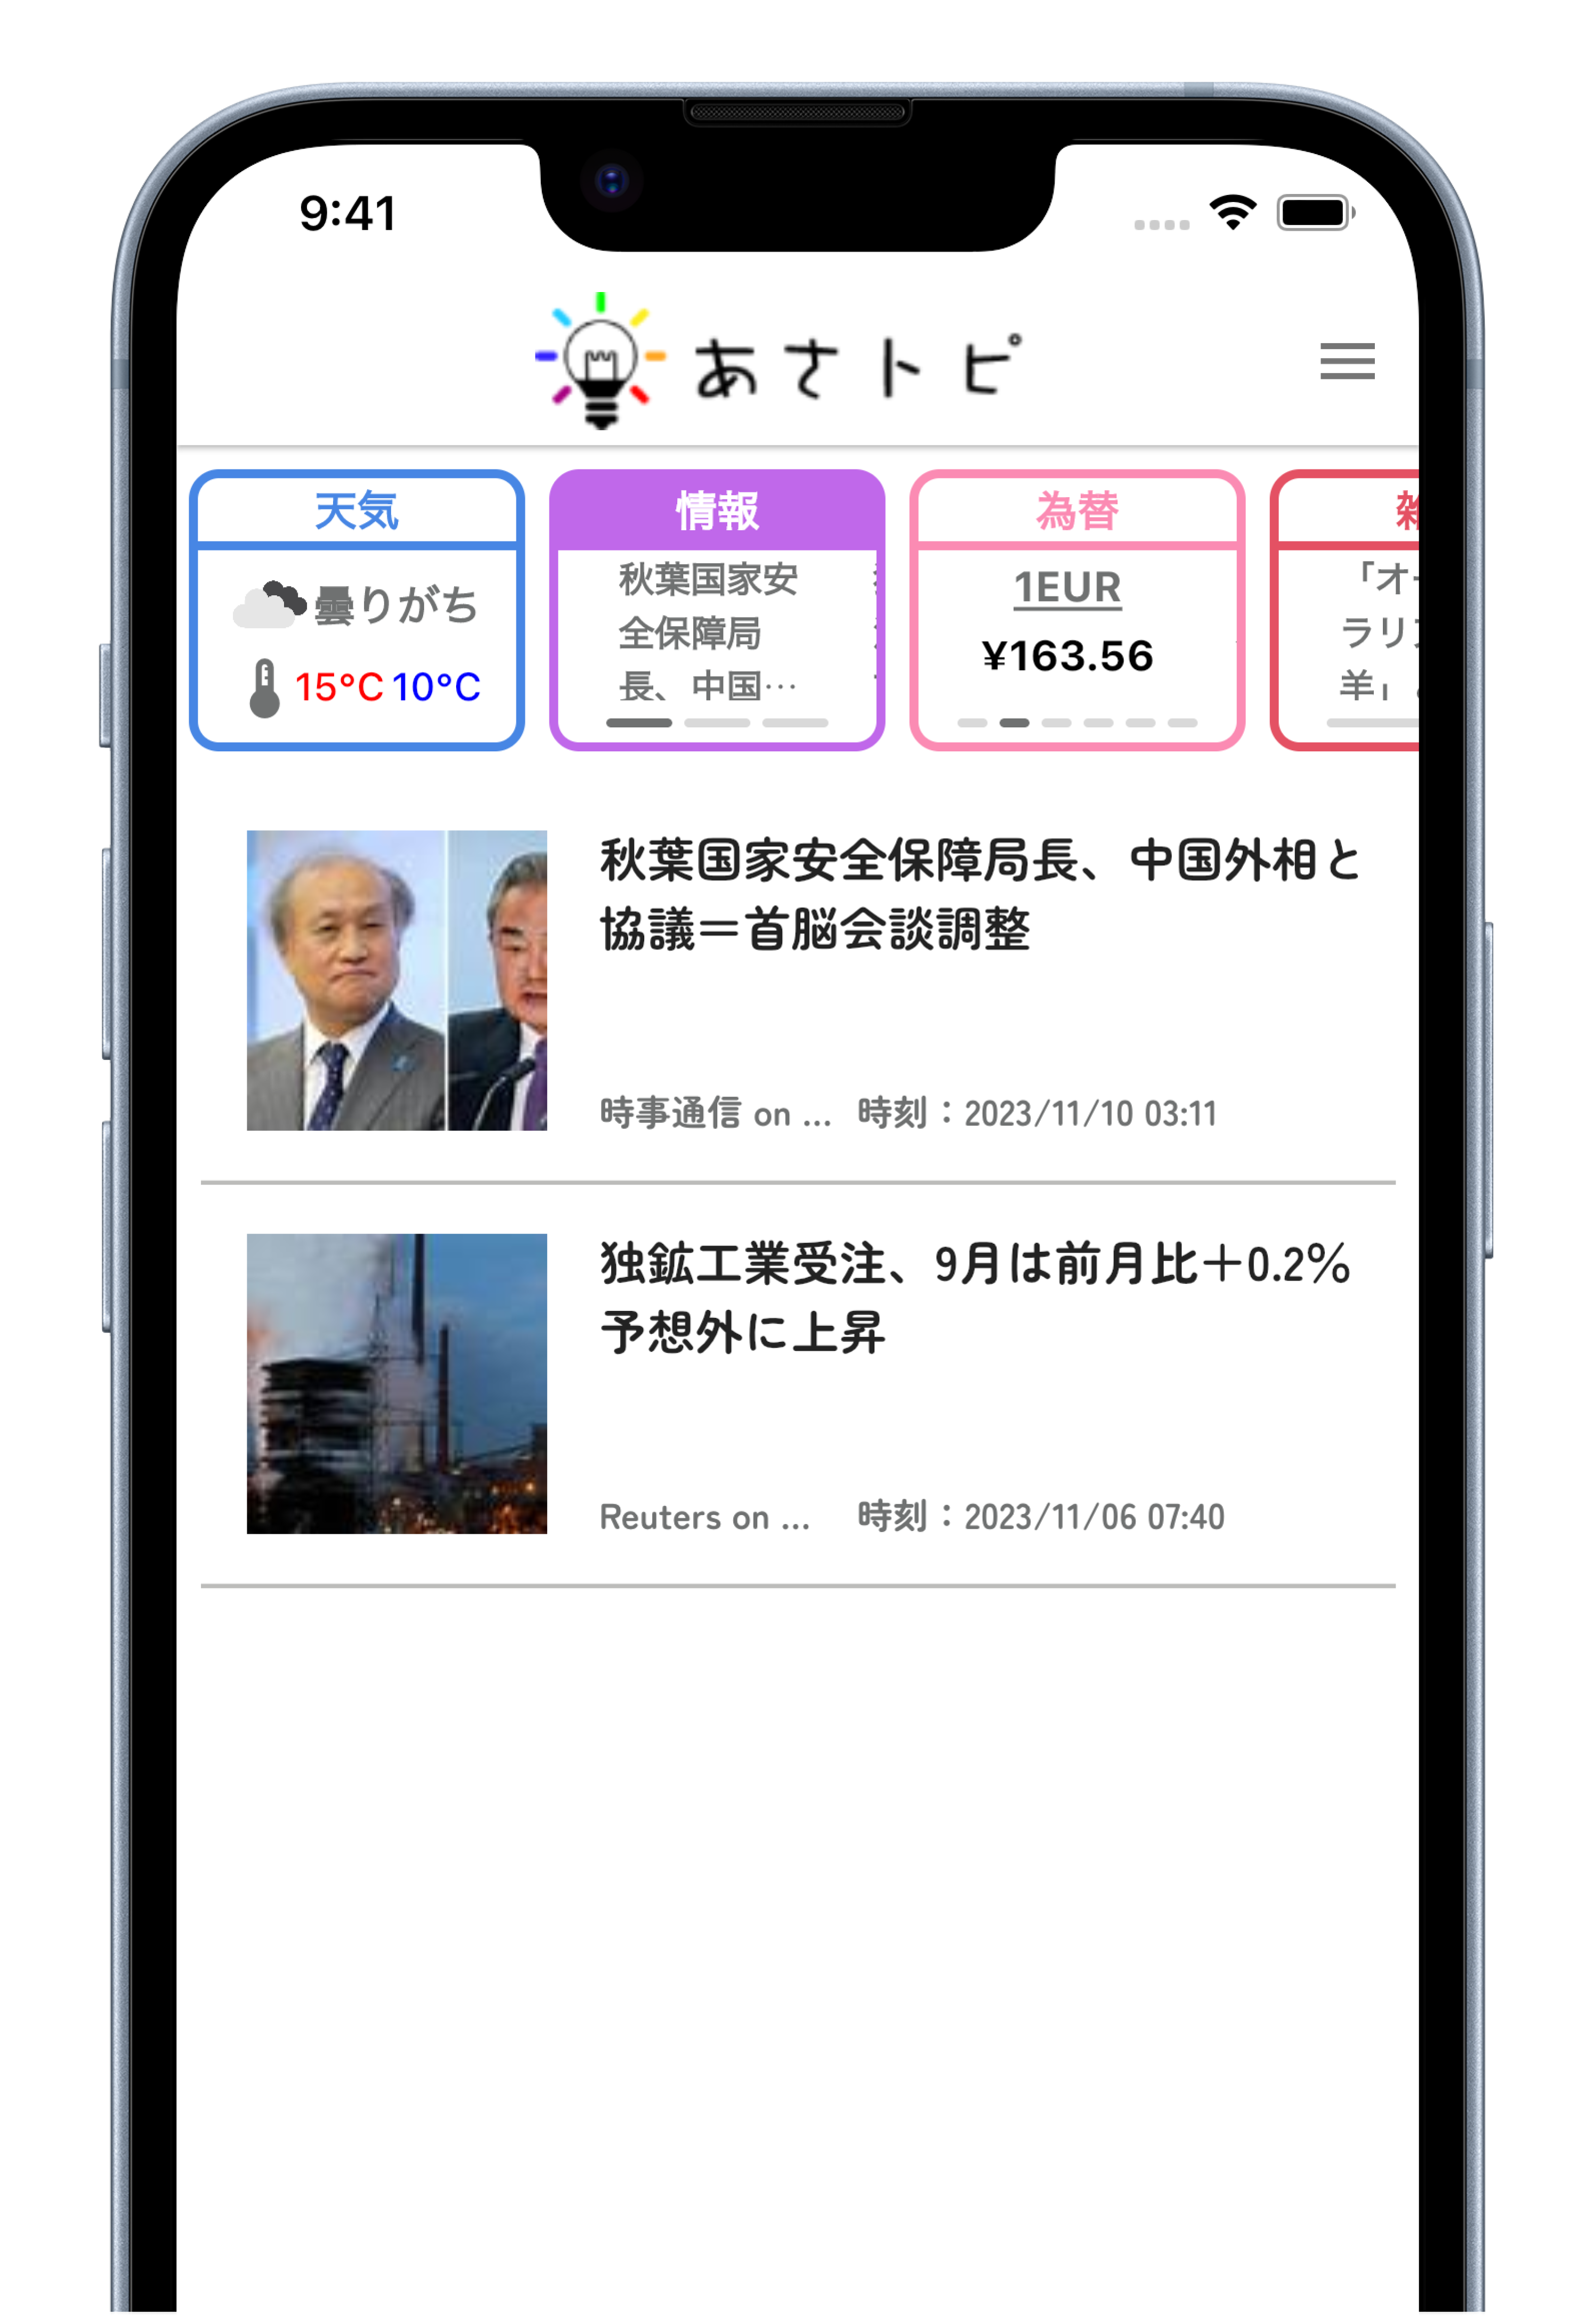 9:41
あさトピ
天気
曇りがち
15°C 10°C
情報
秋葉国家安
全保障局
長、中国…
為替
1EUR
¥163.56
「オ
ラリ
羊」
秋葉国家安全保障局長、中国外相と
協議＝首脳会談調整
時事通信 on ... 時刻：2023/11/10 03:11
独鉱工業受注、9月は前月比＋0.2％
予想外に上昇
Reuters on ... 時刻：2023/11/06 07:40